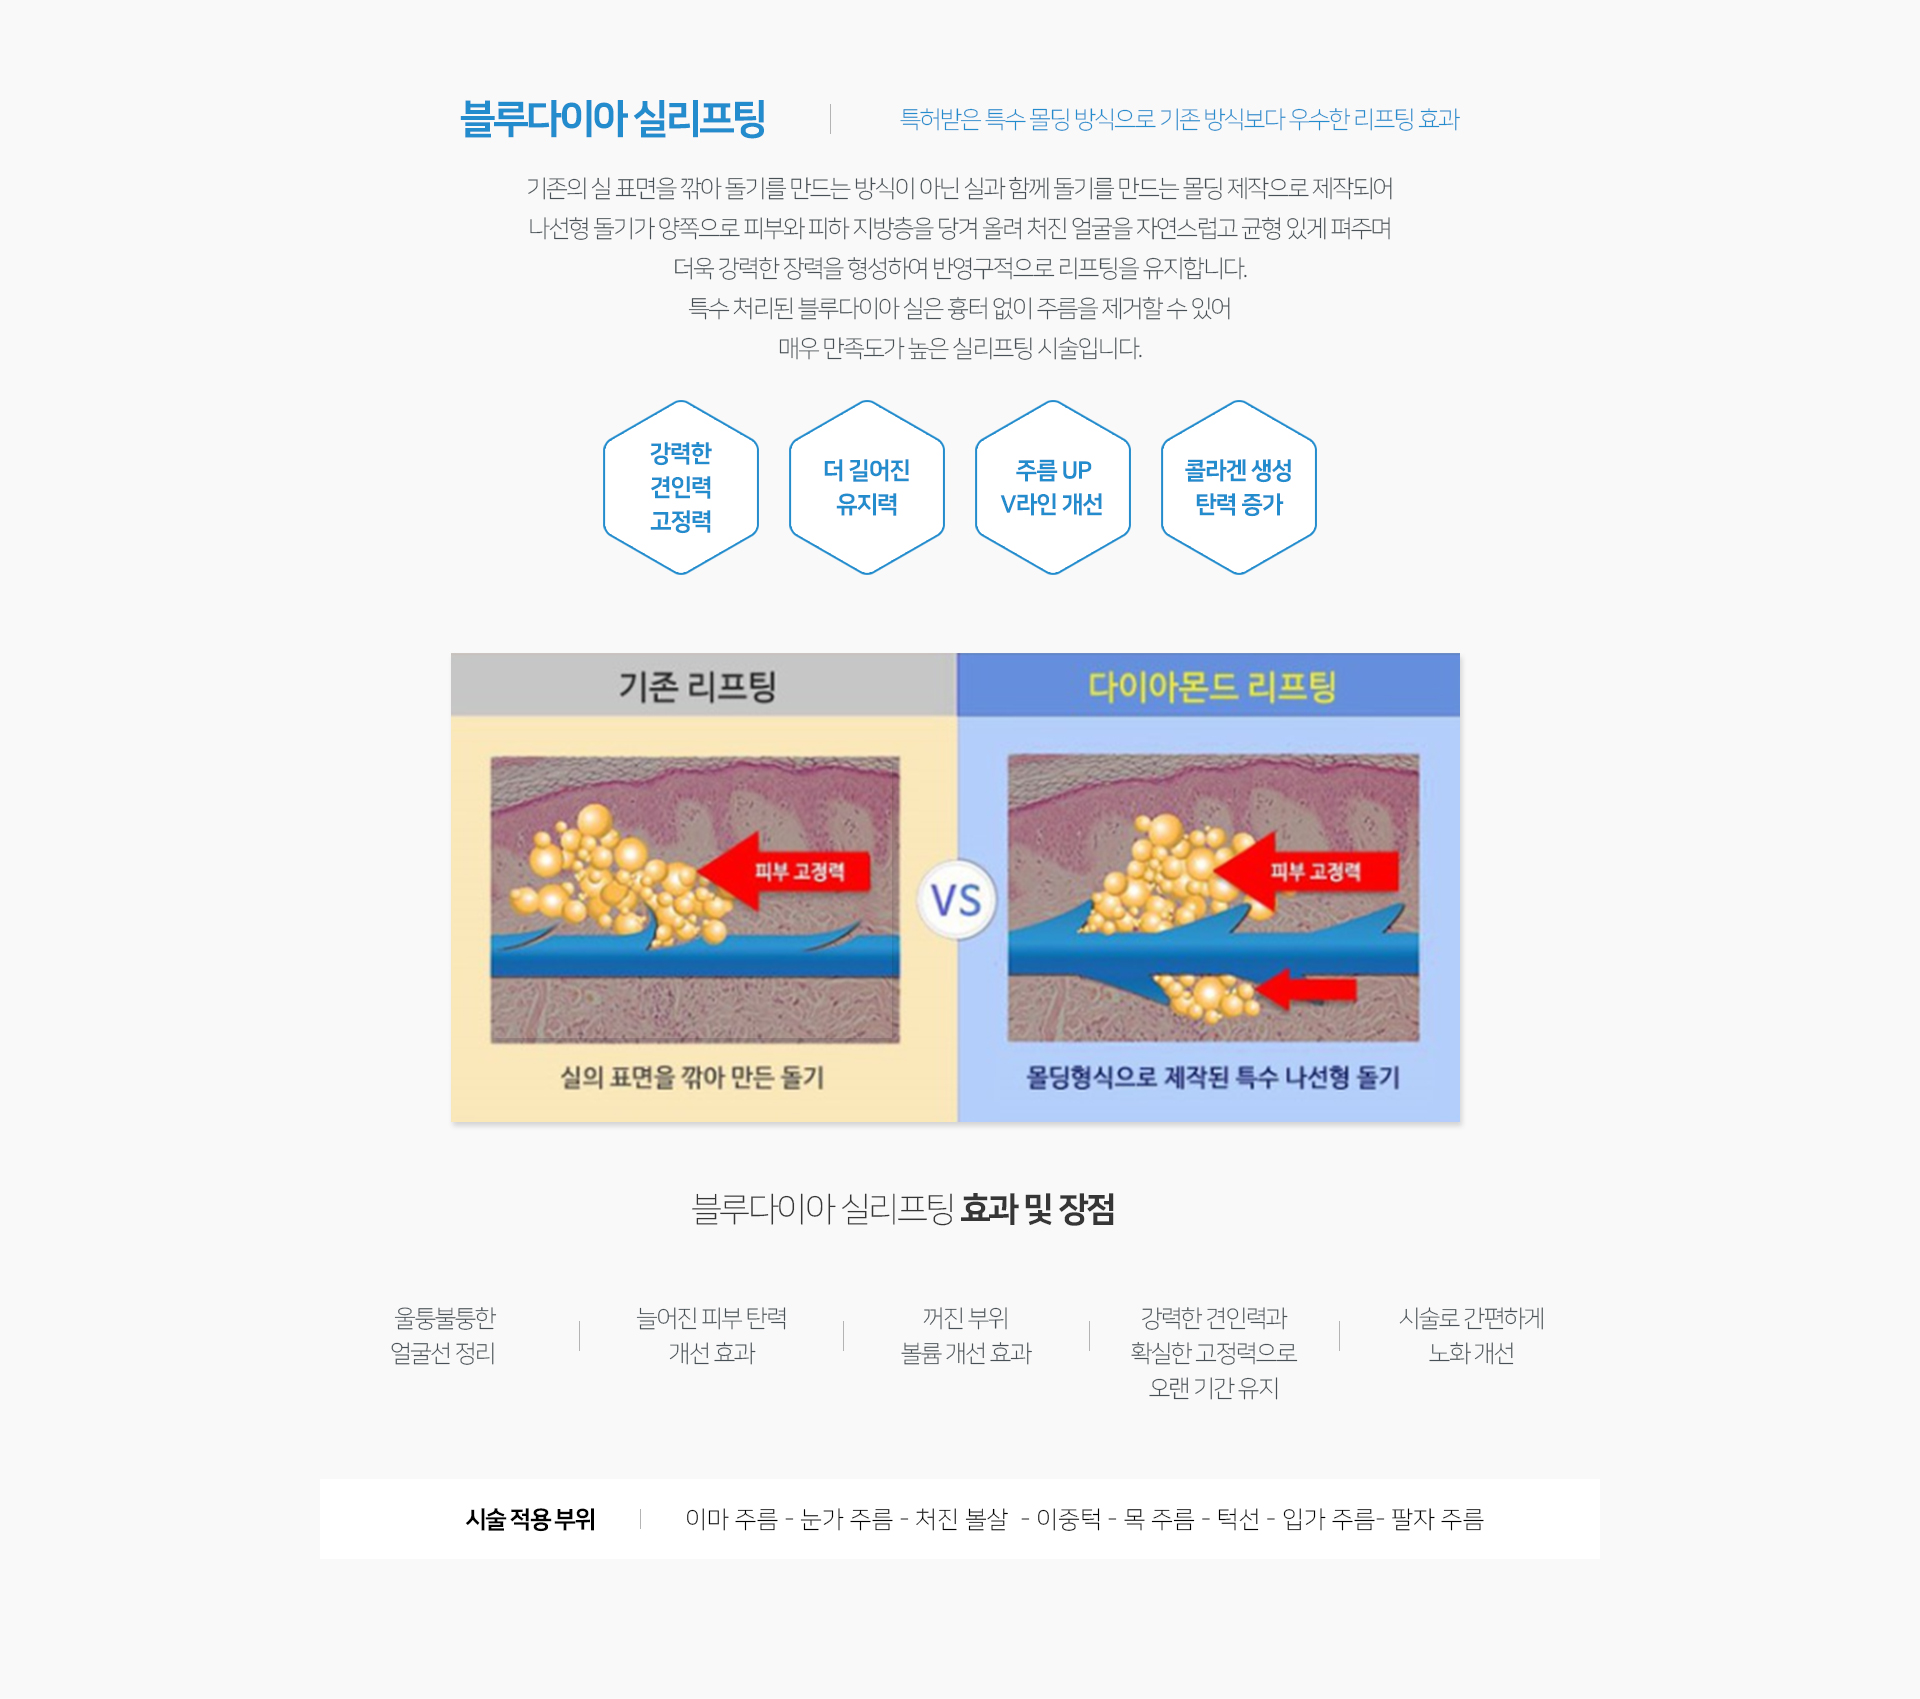 블루다이아 실리프팅
특허받은 특수 몰딩 방식으로 기존 방식보다 우수한 리프팅 효과
기존의 실 표면을 깎아 돌기를 만드는 방식이 아닌 실과 함께 돌기를 만드는 몰딩 제작으로 제작되어
나선형 돌기가 양쪽으로 피부와 피하 지방층을 당겨 올려 처진 얼굴을 자연스럽고 균형 있게 펴주며
더욱 강력한 장력을 형성하여 반영구적으로 리프팅을 유지합니다.
특수 처리된 블루다이아 실은 흉터 없이 주름을 제거할 수 있어
매우 만족도가 높은 실리프팅 시술입니다.
강력한
견인력
고정력
더 길어진
유지력
주름 UP
V라인 개선
콜라겐 생성
탄력 증가
기존 리프팅
다이아몬드 리프팅
피부 고정력
VS
피부 고정력
실의 표면을 깎아 만든 돌기
몰딩형식으로 제작된 특수 나선형 돌기
블루다이아 실리프팅 효과 및 장점
울퉁불퉁한
얼굴선 정리
늘어진 피부 탄력
개선 효과
꺼진 부위
볼륨 개선 효과
강력한 견인력과
확실한 고정력으로
오랜 기간 유지
시술로 간편하게
노화 개선
시술 적용 부위
이마 주름 - 눈가 주름 - 처진 볼살 - 이중턱 - 목 주름 - 턱선 - 입가 주름- 팔자 주름